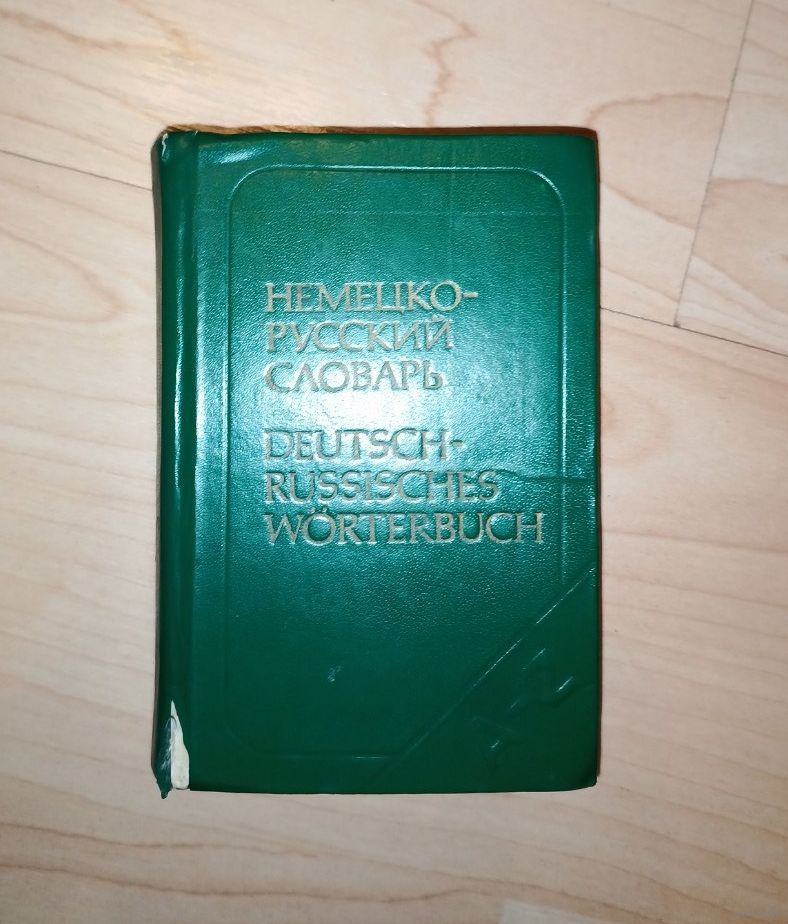 НЕМЕЦКО-
РУССКИЙ
СЛОВАРЬ
DEUTSCH-
RUSSISCHES
WÖRTERBUCH